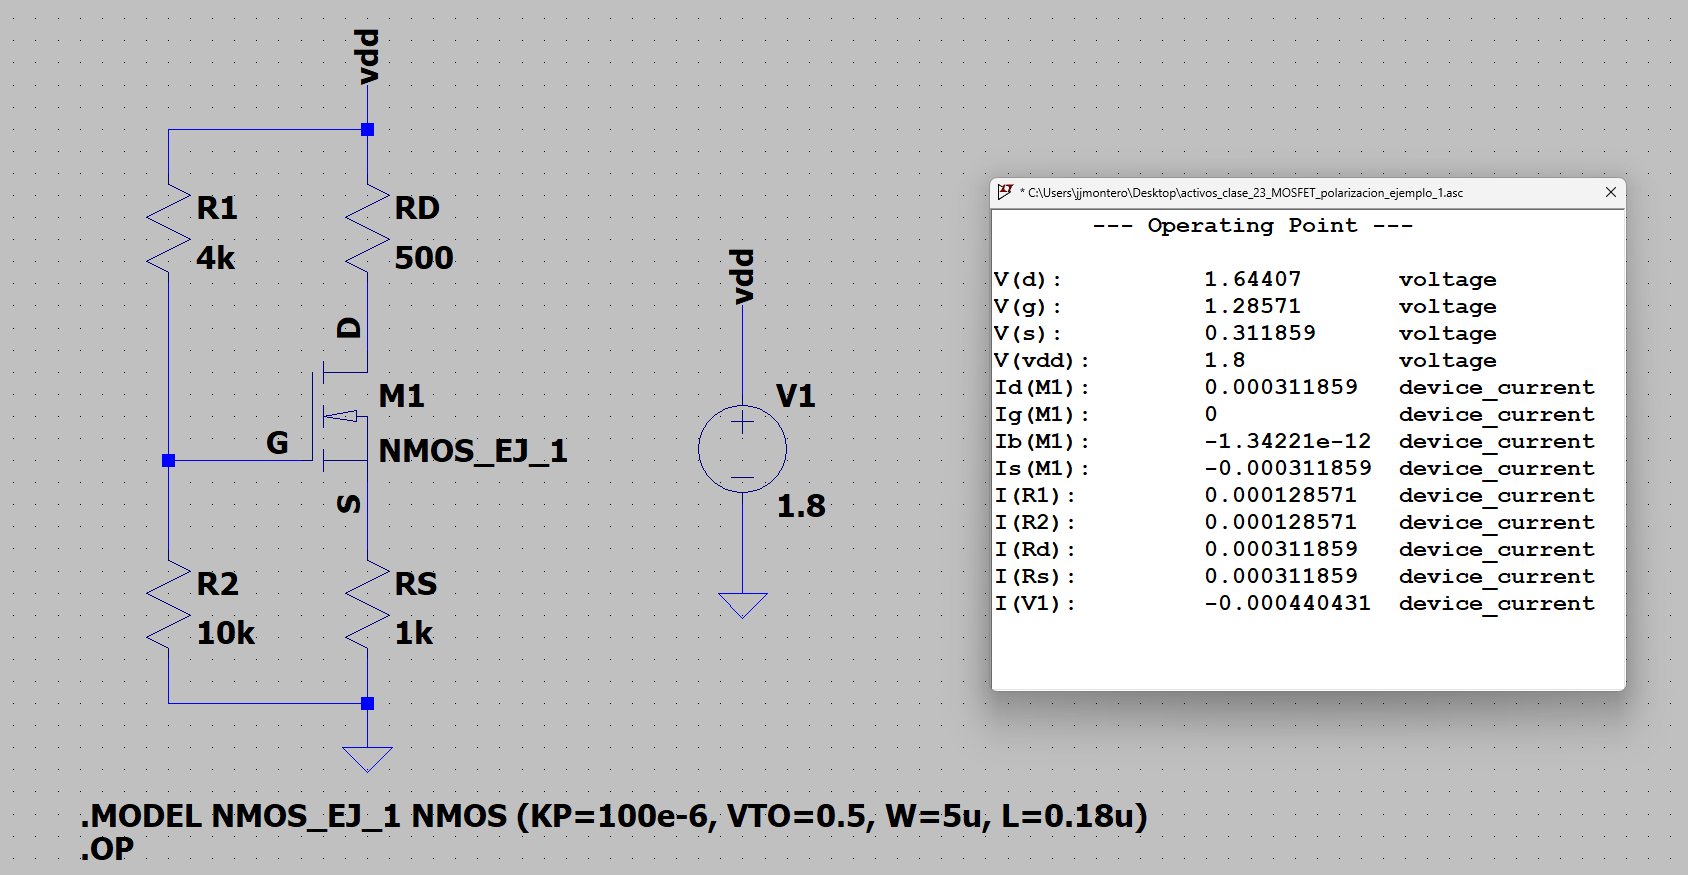 vdd
R1
4k
RD
500
D
M1
NMOS_EJ_1
G
S
R2
10k
RS
1k
vdd
V1
1.8
* C:\Users\jjmontero\Desktop\activos_clase_23_MOSFET_polarizacion_ejemplo_1.asc
--- Operating Point ---
V(d): 1.64407 voltage
V(g): 1.28571 voltage
V(s): 0.311859 voltage
V(vdd): 1.8 voltage
Id(M1): 0.000311859 device_current
Ig(M1): 0 device_current
Ib(M1): -1.34221e-12 device_current
Is(M1): -0.000311859 device_current
I(R1): 0.000128571 device_current
I(R2): 0.000128571 device_current
I(Rd): 0.000311859 device_current
I(Rs): 0.000311859 device_current
I(V1): -0.000440431 device_current
.MODEL NMOS_EJ_1 NMOS (KP=100e-6, VTO=0.5, W=5u, L=0.18u)
.OP